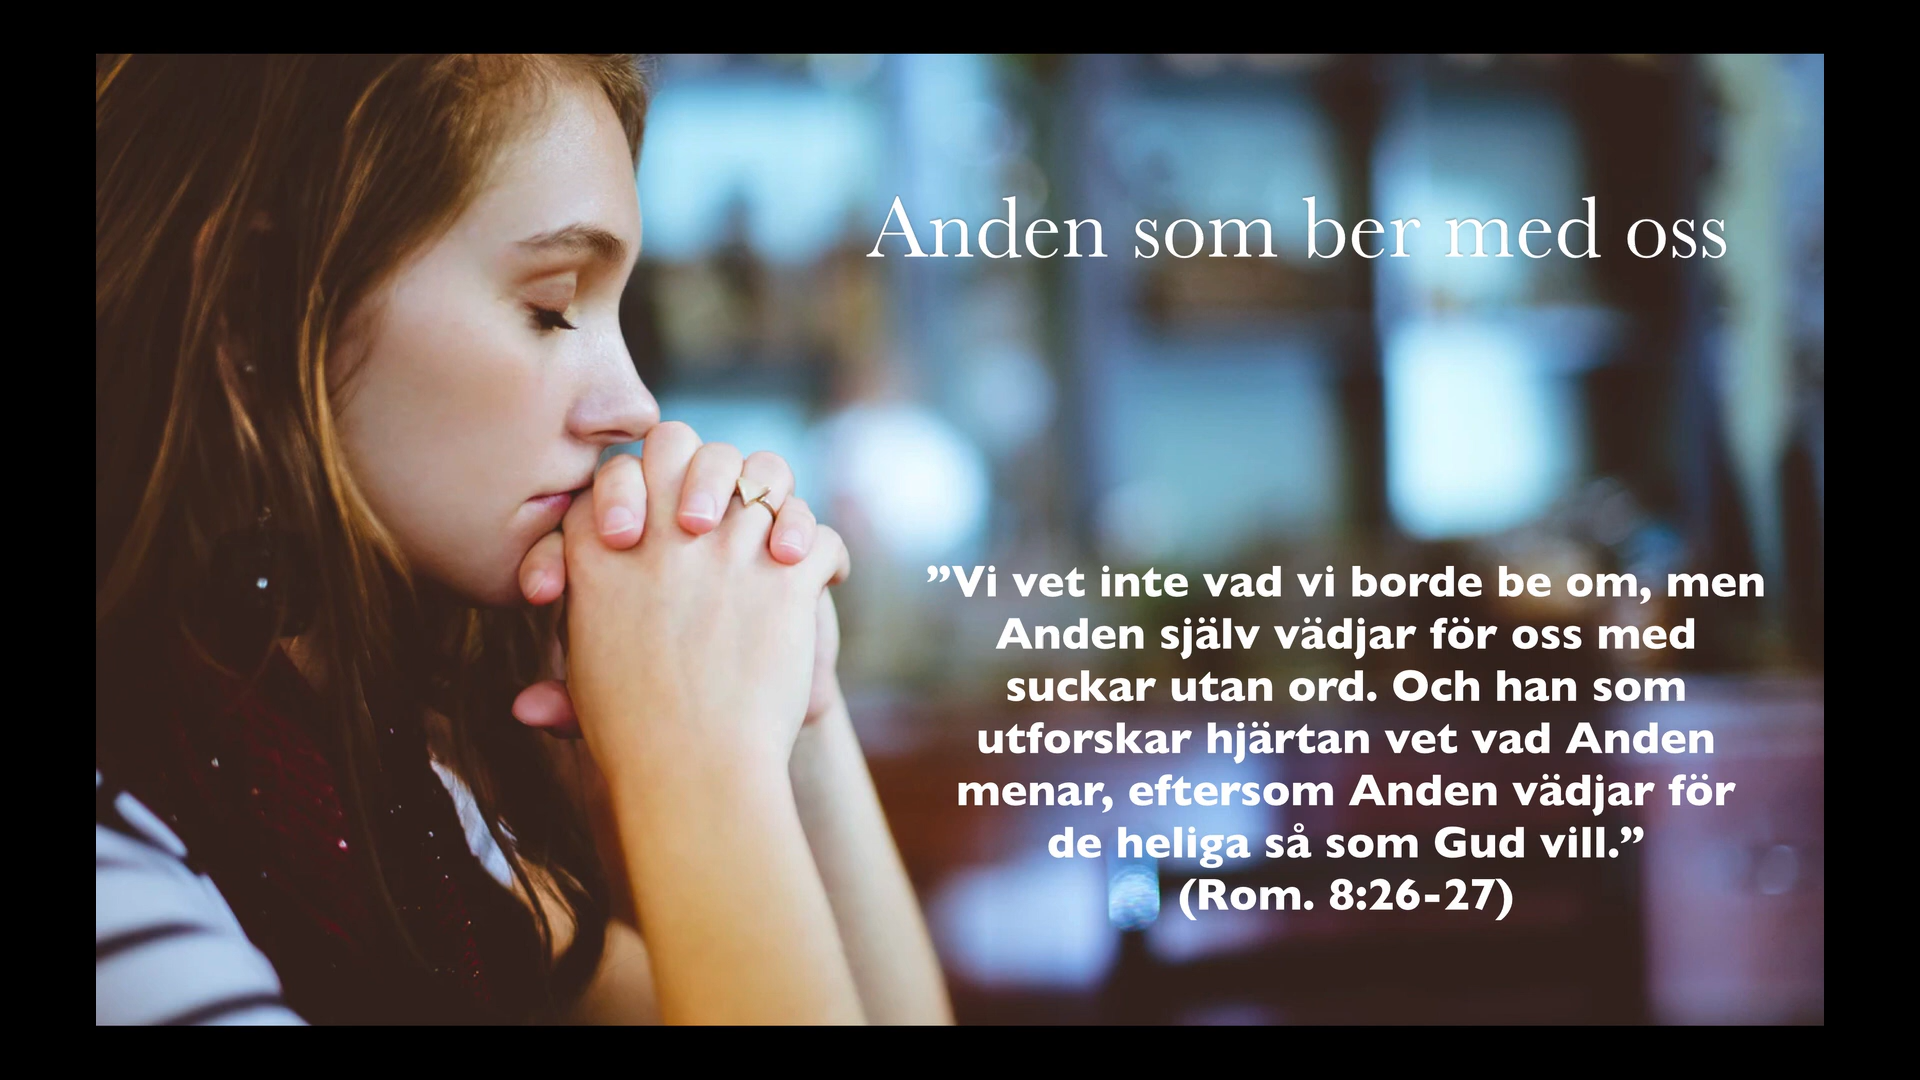 Anden som ber med oss
”Vi vet inte vad vi borde be om, men
Anden själv vädjar för oss med
suckar utan ord. Och han som
utforskar hjärtan vet vad Anden
menar, eftersom Anden vädjar för
de heliga så som Gud vill.”
(Rom. 8:26-27)